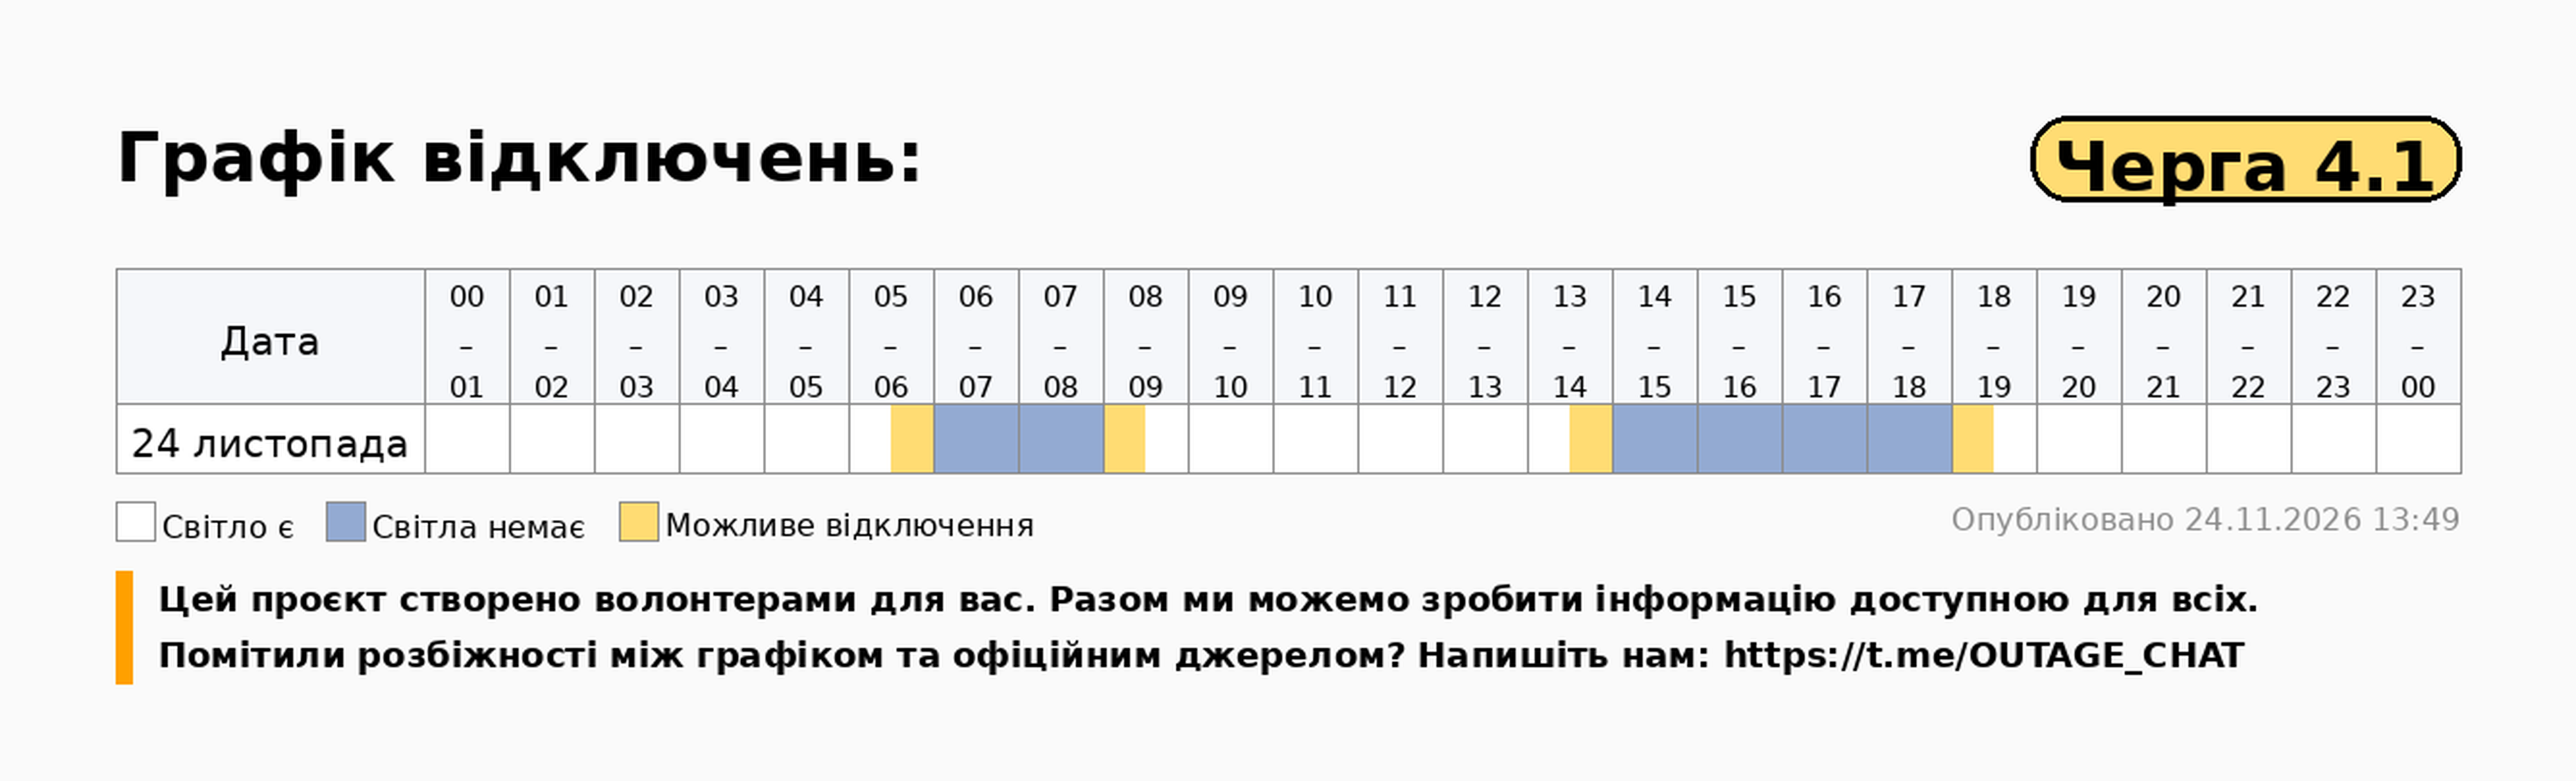 Графік відключень:
Черга 4.1
Дата
00 – 01
01 – 02
02 – 03
03 – 04
04 – 05
05 – 06
06 – 07
07 – 08
08 – 09
09 – 10
10 – 11
11 – 12
12 – 13
13 – 14
14 – 15
15 – 16
16 – 17
17 – 18
18 – 19
19 – 20
20 – 21
21 – 22
22 – 23
23 – 00
24 листопада
Світло є
Світла немає
Можливе відключення
Опубліковано 24.11.2026 13:49
Цей проєкт створено волонтерами для вас. Разом ми можемо зробити інформацію доступною для всіх.
Помітили розбіжності між графіком та офіційним джерелом? Напишіть нам: https://t.me/OUTAGE_CHAT